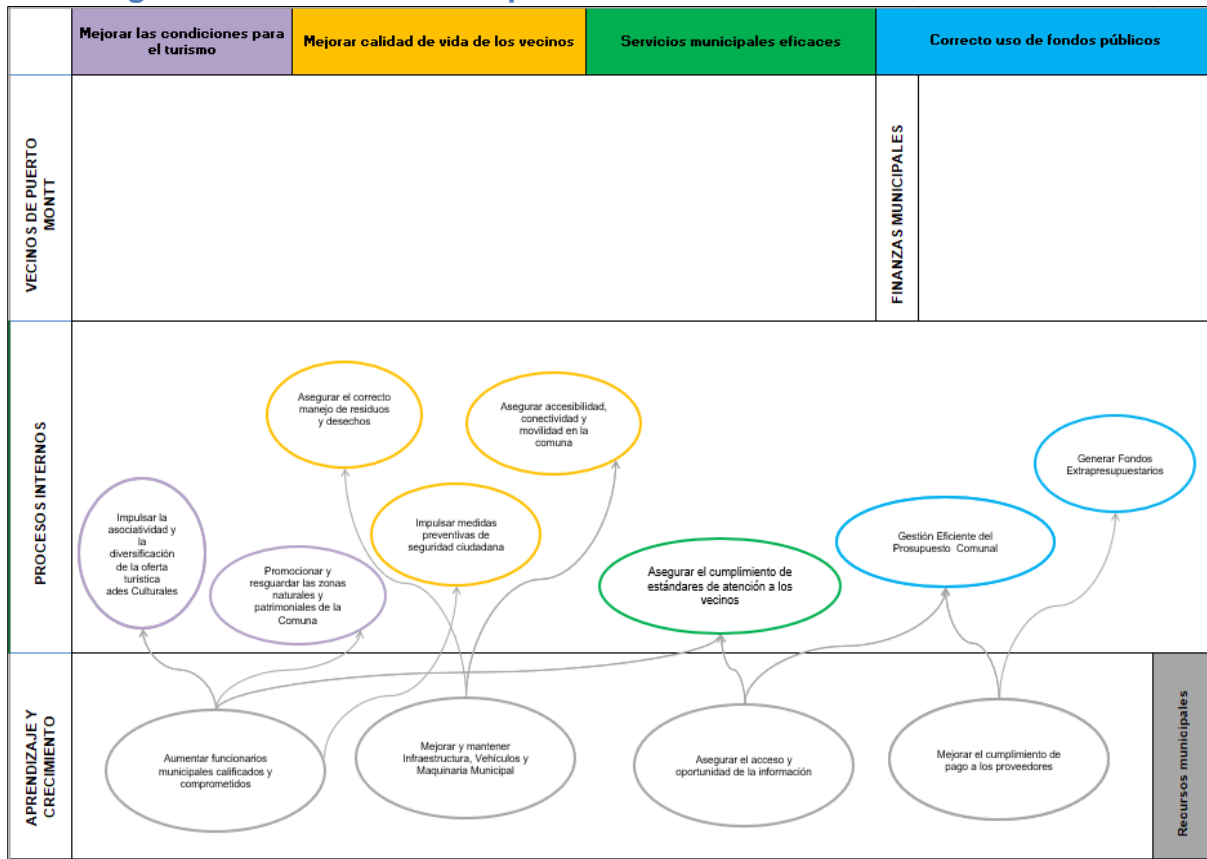 Mejorar las condiciones para
el turismo
Mejorar calidad de vida de los vecinos
Servicios municipales eficaces
Correcto uso de fondos públicos
VECINOS DE PUERTO
MONTT
FINANZAS MUNICIPALES
PROCESOS INTERNOS
Asegurar el correcto
manejo de residuos
y desechos
Asegurar accesibilidad,
conectividad y
movilidad en la
comuna
Generar Fondos
Extrapresupuestarios
Impulsar la
asociatividad y
la
diversificación
de la oferta
turística
ades Culturales
Impulsar medidas
preventivas de
seguridad ciudadana
Gestión Eficiente del
Prosupuesto Comunal
Promocionar y
resguardar las zonas
naturales y
patrimoniales de la
Comuna
Asegurar el cumplimiento de
estándares de atención a los
vecinos
APRENDIZAJE Y
CRECIMIENTO
Aumentar funcionarios
municipales calificados y
comprometidos
Mejorar y mantener
Infraestructura, Vehículos y
Maquinaria Municipal
Asegurar el acceso y
oportunidad de la información
Mejorar el cumplimiento de
pago a los proveedores
Recursos municipales